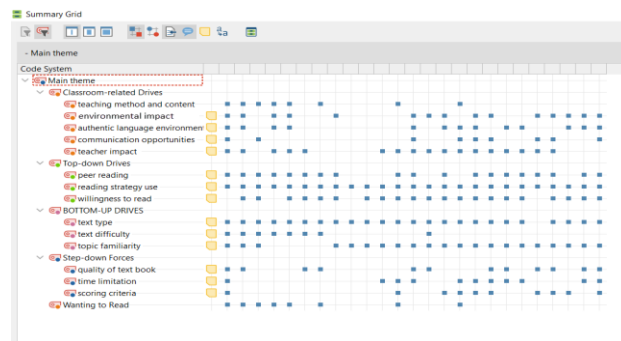 Summary Grid
- Main theme
Code System
Main theme
Classroom-related Drives
teaching method and content
environmental impact
authentic language environmen
communication opportunities
teacher impact
Top-down Drives
peer reading
reading strategy use
willingness to read
BOTTOM-UP DRIVES
text type
text difficulty
topic familiarity
Step-down Forces
quality of text book
time limitation
scoring criteria
Wanting to Read